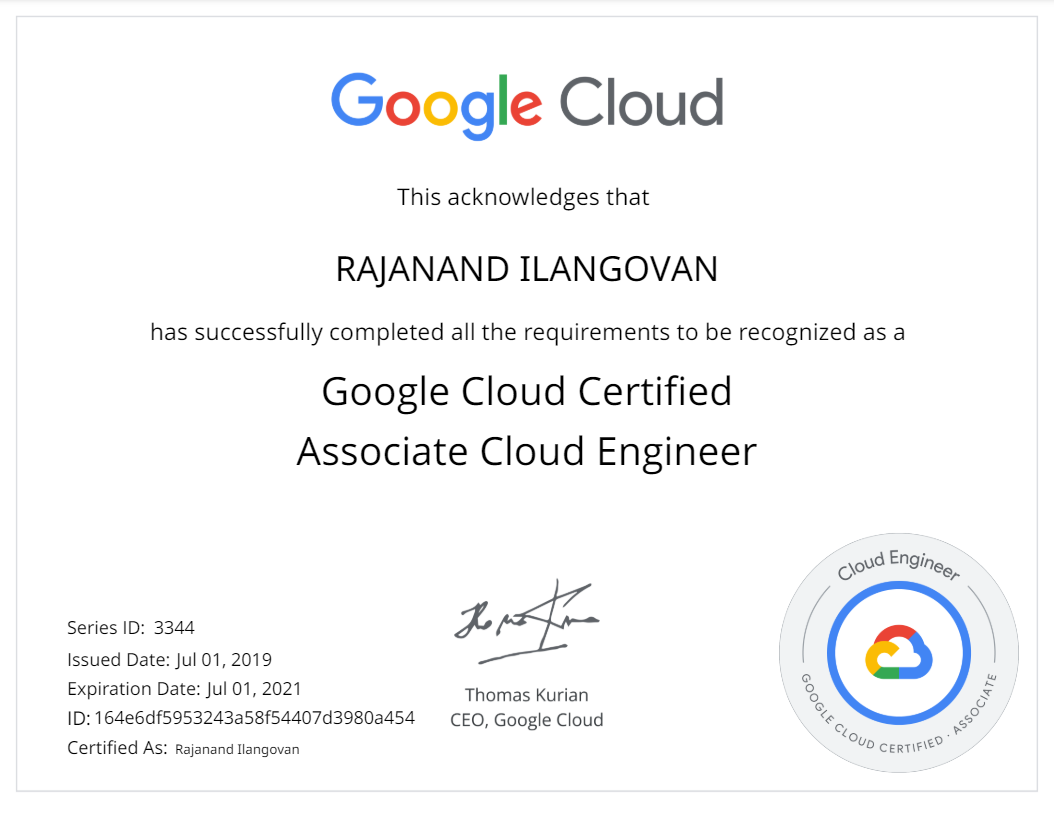 Google Cloud
This acknowledges that
RAJANAND ILANGOVAN
has successfully completed all the requirements to be recognized as a
Google Cloud Certified
Associate Cloud Engineer
Series ID: 3344
Issued Date: Jul 01, 2019
Expiration Date: Jul 01, 2021
ID: 164e6df5953243a58f54407d3980a454
Certified As: Rajanand Ilangovan
Thomas Kurian
CEO, Google Cloud
Cloud Engineer
GOOGLE CLOUD CERTIFIED · ASSOCIATE